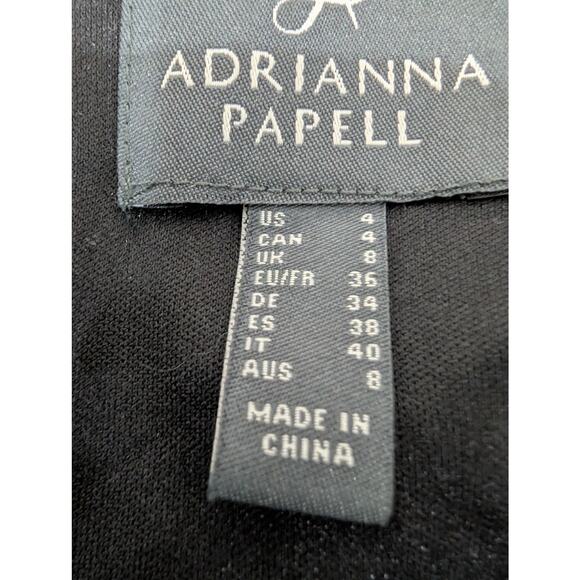 ADRIANNA
PAPELL
US 4
CAN 4
UK 8
EU/FR 36
DE 34
ES 38
IT 40
AUS 8
MADE IN
CHINA